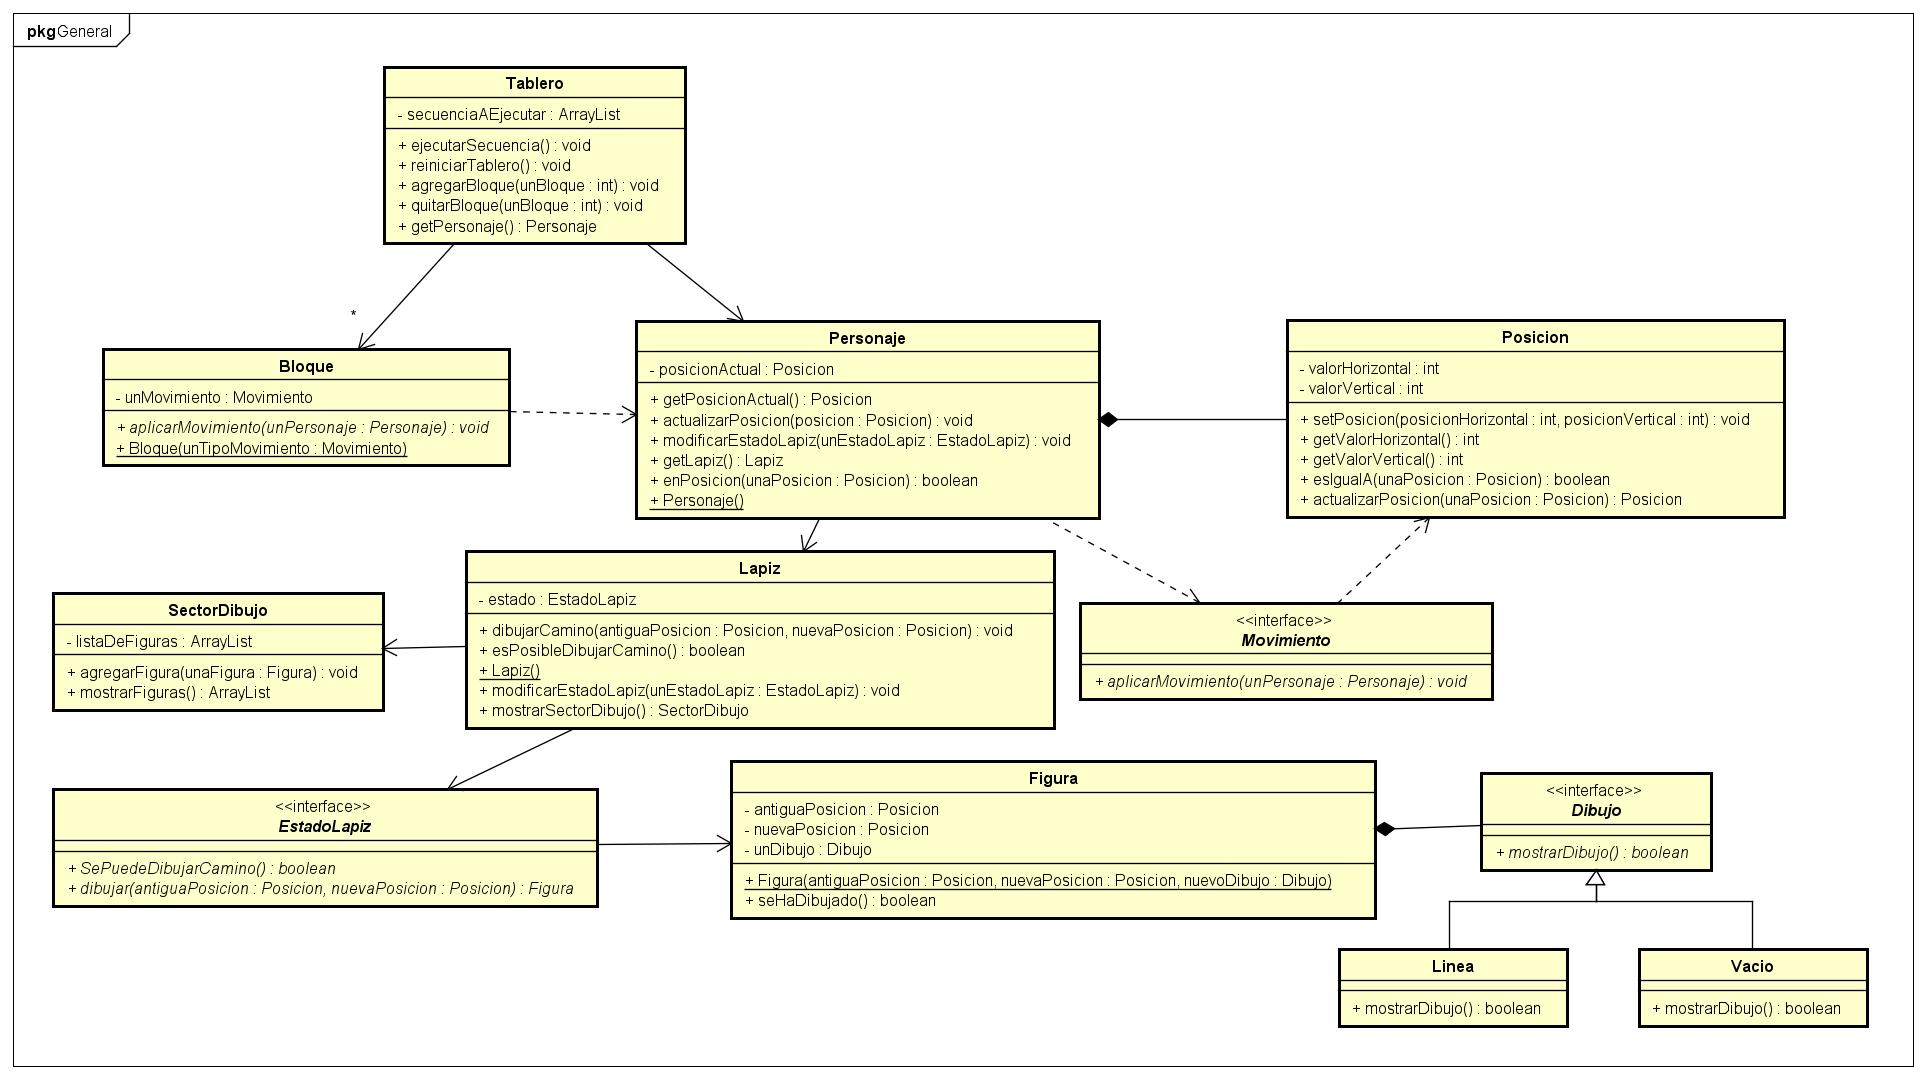 pkg General
Tablero
- secuenciaAEjecutar : ArrayList
+ ejecutarSecuencia() : void
+ reiniciarTablero() : void
+ agregarBloque(unBloque : int) : void
+ quitarBloque(unBloque : int) : void
+ getPersonaje() : Personaje
*
Bloque
- unMovimiento : Movimiento
+ aplicarMovimiento(unPersonaje : Personaje) : void
+ Bloque(unTipoMovimiento : Movimiento)
Personaje
- posicionActual : Posicion
+ getPosicionActual() : Posicion
+ actualizarPosicion(posicion : Posicion) : void
+ modificarEstadoLapiz(unEstadoLapiz : EstadoLapiz) : void
+ getLapiz() : Lapiz
+ enPosicion(unaPosicion : Posicion) : boolean
+ Personaje()
Posicion
- valorHorizontal : int
- valorVertical : int
+ setPosicion(posicionHorizontal : int, posicionVertical : int) : void
+ getValorHorizontal() : int
+ getValorVertical() : int
+ esIgualA(unaPosicion : Posicion) : boolean
+ actualizarPosicion(unaPosicion : Posicion) : Posicion
SectorDibujo
- listaDeFiguras : ArrayList
+ agregarFigura(unaFigura : Figura) : void
+ mostrarFiguras() : ArrayList
Lapiz
- estado : EstadoLapiz
+ dibujarCamino(antiguaPosicion : Posicion, nuevaPosicion : Posicion) : void
+ esPosibleDibujarCamino() : boolean
+ Lapiz()
+ modificarEstadoLapiz(unEstadoLapiz : EstadoLapiz) : void
+ mostrarSectorDibujo() : SectorDibujo
<<interface>>
Movimiento
+ aplicarMovimiento(unPersonaje : Personaje) : void
<<interface>>
EstadoLapiz
+ SePuedeDibujarCamino() : boolean
+ dibujar(antiguaPosicion : Posicion, nuevaPosicion : Posicion) : Figura
Figura
- antiguaPosicion : Posicion
- nuevaPosicion : Posicion
- unDibujo : Dibujo
+ Figura(antiguaPosicion : Posicion, nuevaPosicion : Posicion, nuevoDibujo : Dibujo)
+ seHaDibujado() : boolean
<<interface>>
Dibujo
+ mostrarDibujo() : boolean
Linea
+ mostrarDibujo() : boolean
Vacio
+ mostrarDibujo() : boolean